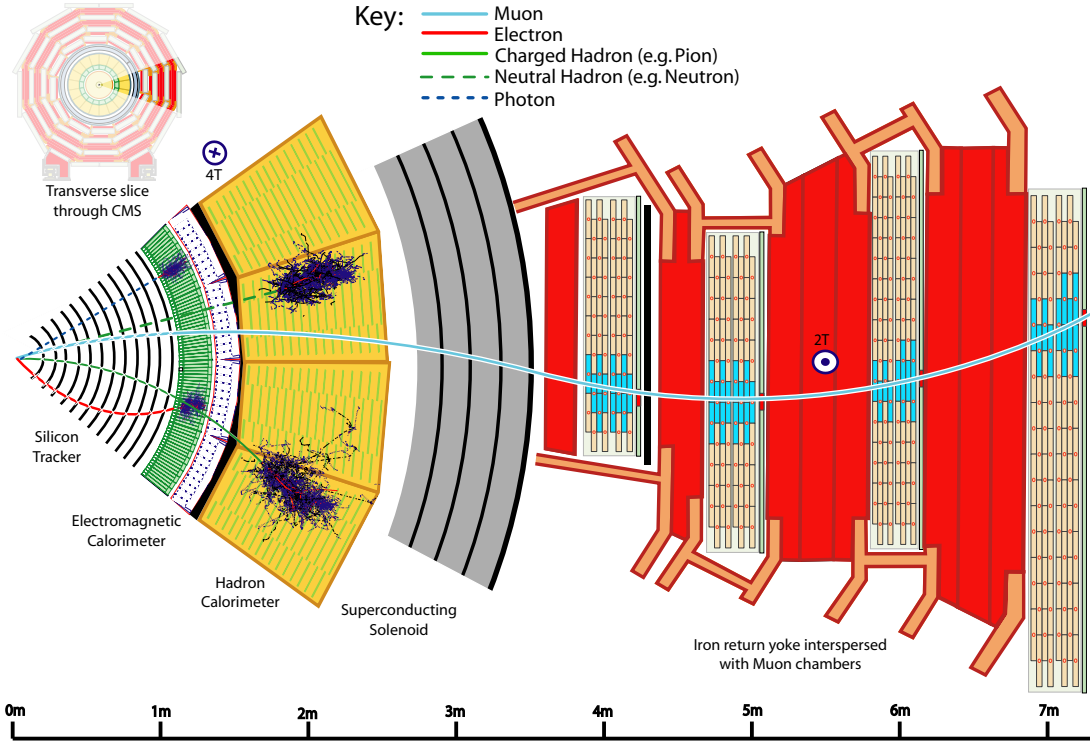 Key:
Muon
Electron
Charged Hadron (e.g. Pion)
Neutral Hadron (e.g. Neutron)
Photon
Transverse slice
through CMS
4T
2T
Silicon
Tracker
Electromagnetic
Calorimeter
Hadron
Calorimeter
Superconducting
Solenoid
Iron return yoke interspersed
with Muon chambers
0m 1m 2m 3m 4m 5m 6m 7m